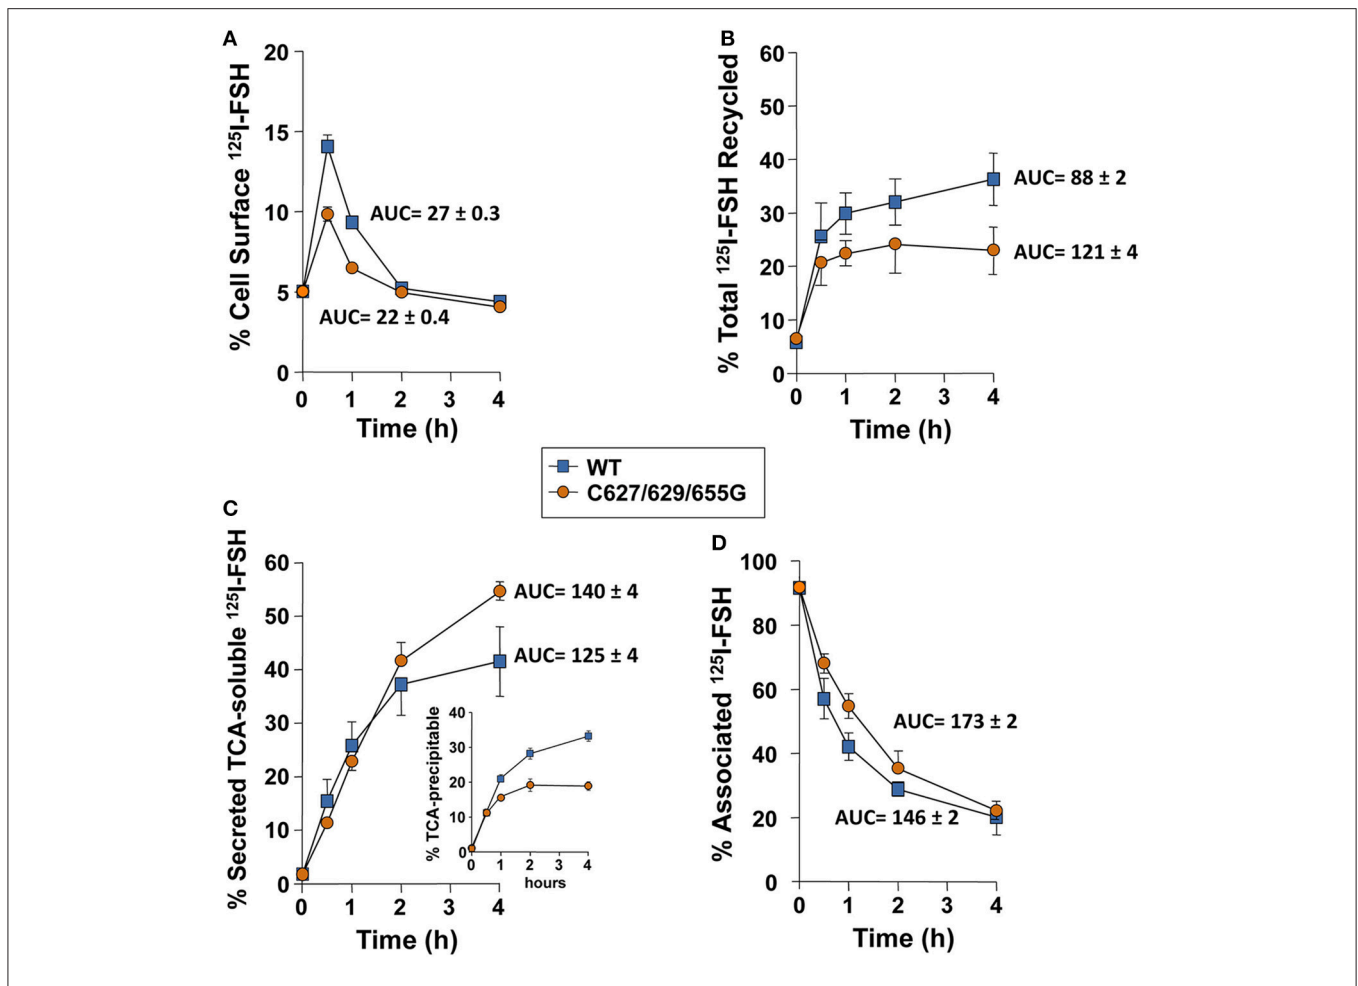 A
% Cell Surface ¹²⁵I-FSH
20
15
10
5
0
AUC= 27 ± 0.3
AUC= 22 ± 0.4
0 1 2 3 4
Time (h)
B
% Total ¹²⁵I-FSH Recycled
60
50
40
30
20
10
0
AUC= 88 ± 2
AUC= 121 ± 4
0 1 2 3 4
Time (h)
WT
C627/629/655G
C
% Secreted TCA-soluble ¹²⁵I-FSH
60
50
40
30
20
10
0
AUC= 140 ± 4
AUC= 125 ± 4
% TCA-precipitable
40
30
20
10
0
0 1 2 3 4
hours
0 1 2 3 4
Time (h)
D
% Associated ¹²⁵I-FSH
100
80
60
40
20
0
AUC= 173 ± 2
AUC= 146 ± 2
0 1 2 3 4
Time (h)